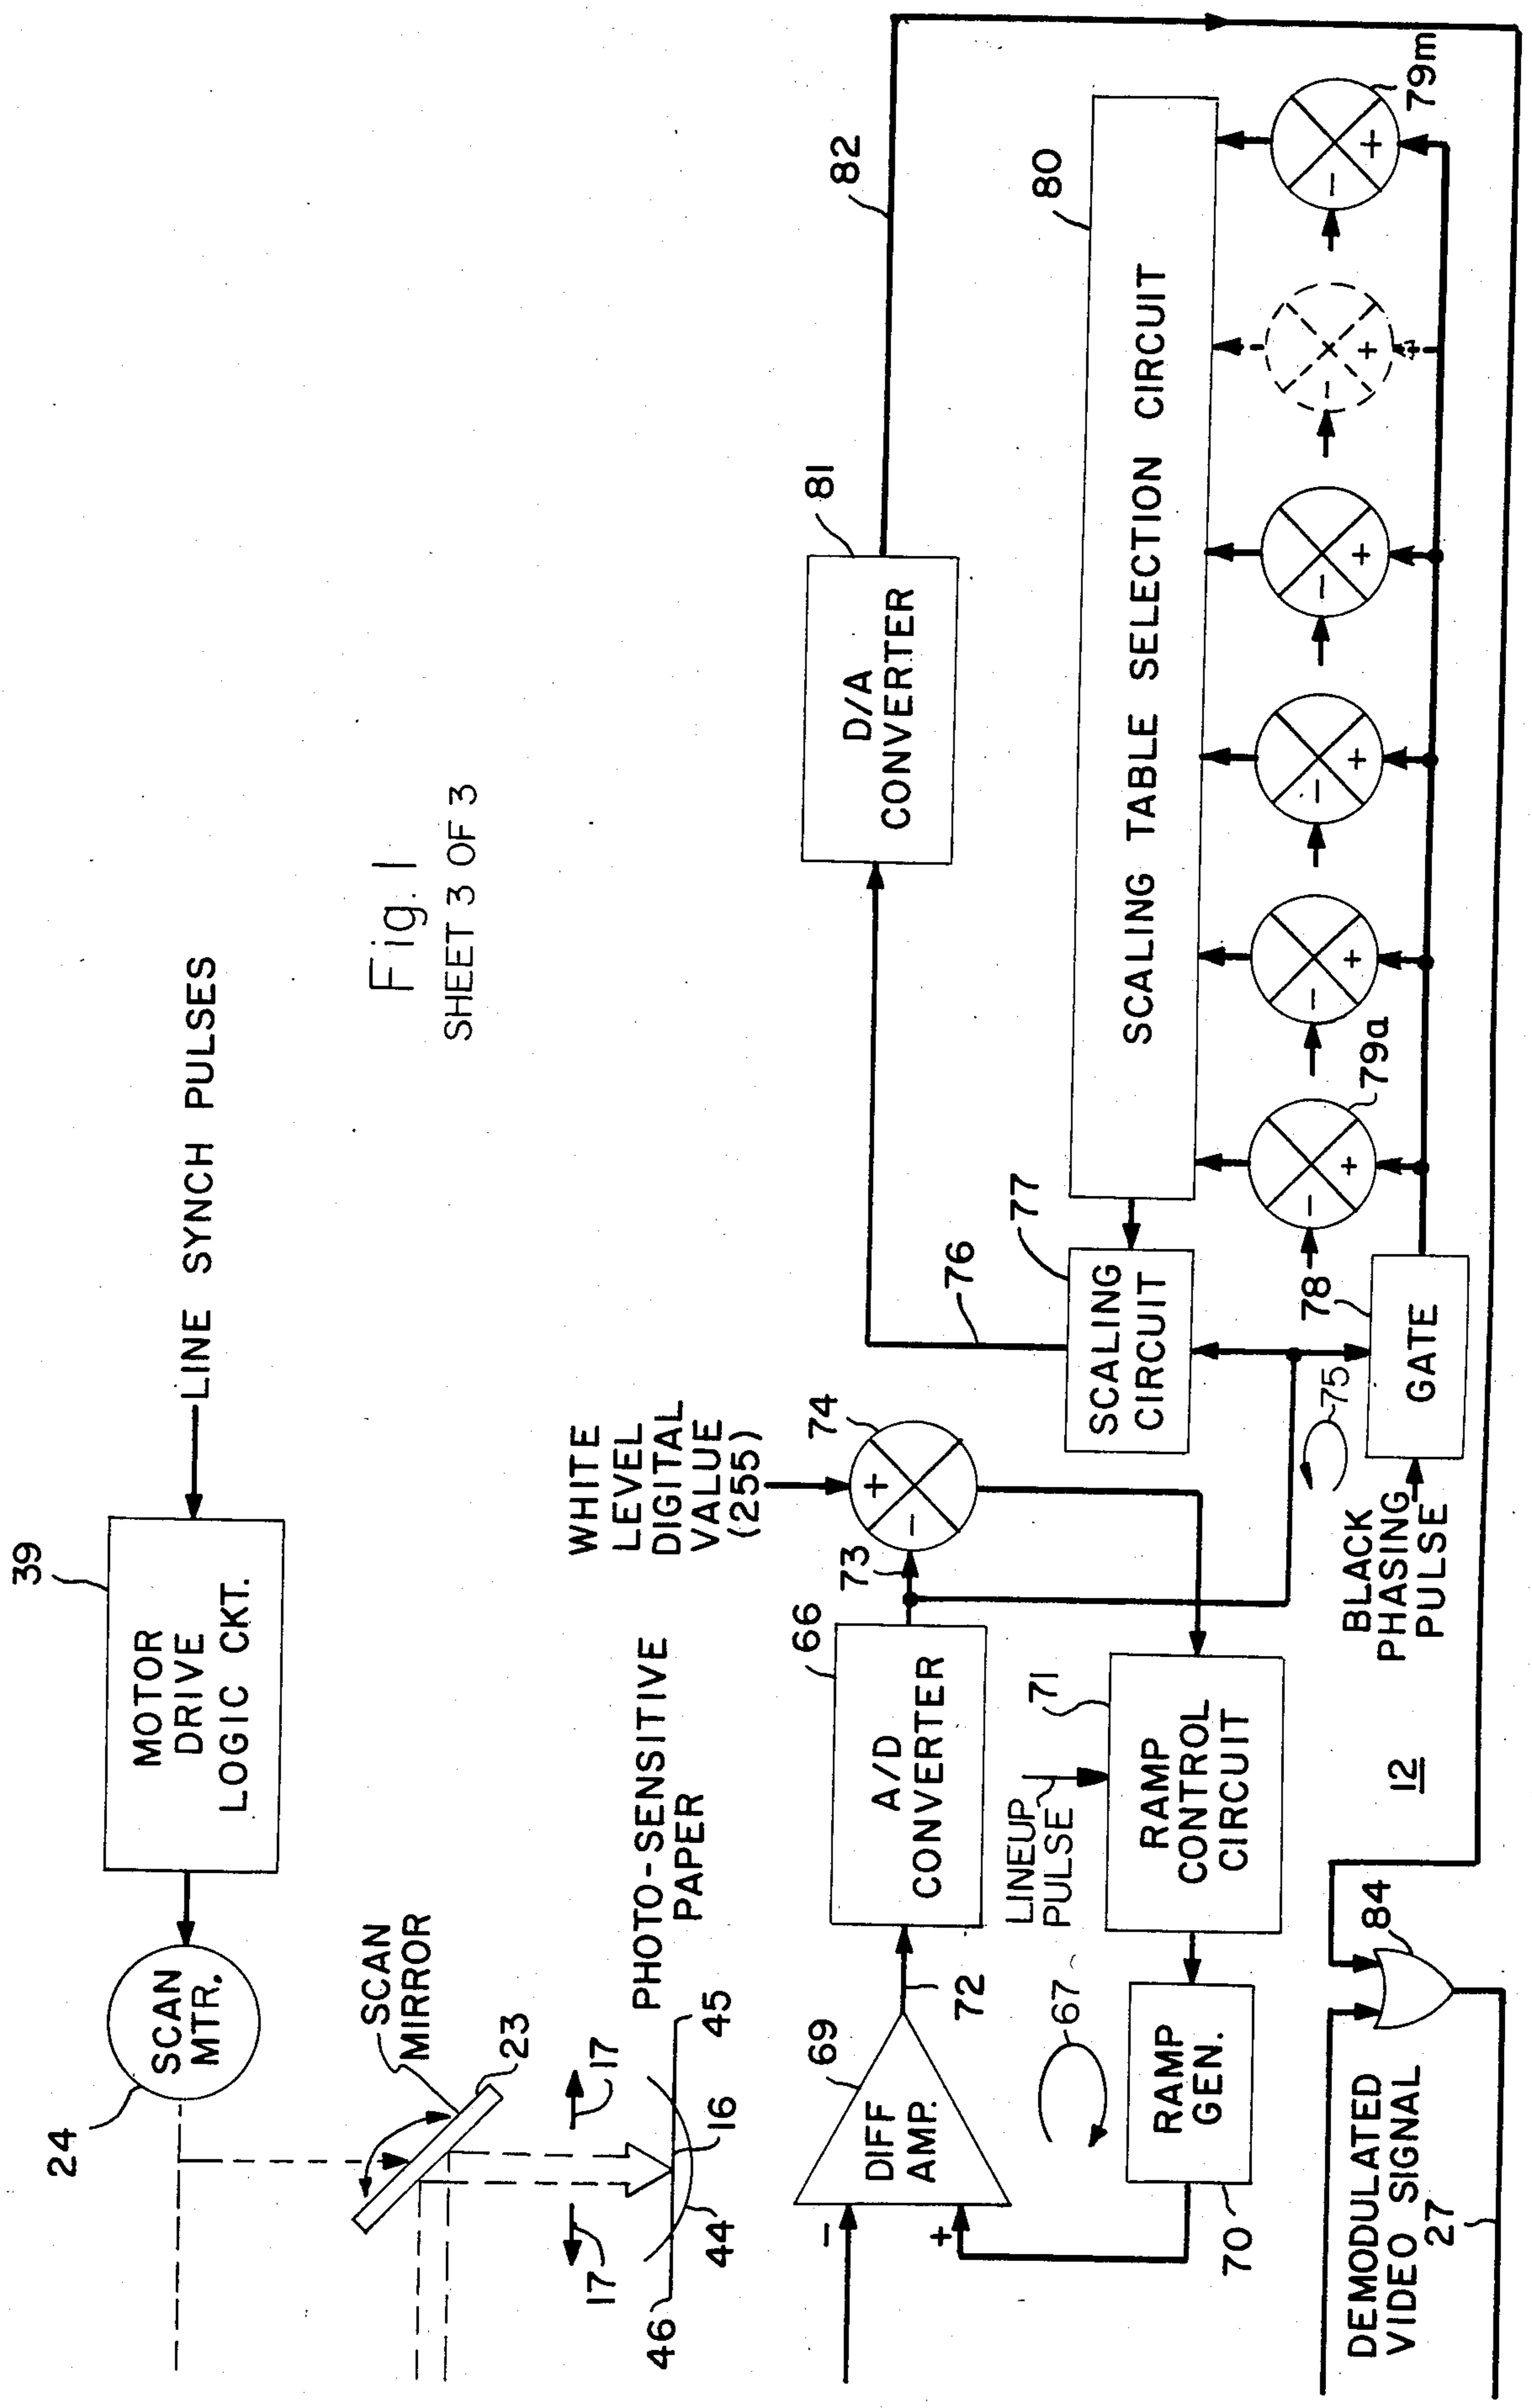 39
MOTOR
DRIVE
LOGIC CKT.
LINE SYNCH PULSES
24
SCAN
MTR.
SCAN
MIRROR
23
Fig. 1
SHEET 3 OF 3
17
17
PHOTO-SENSITIVE
PAPER
46
44
16
45
WHITE
LEVEL
DIGITAL
VALUE
(255)
+
-
74
73
66
A/D
CONVERTER
69
DIFF
AMP.
-
+
72
67
LINEUP
PULSE
71
RAMP
CONTROL
CIRCUIT
RAMP
GEN.
70
76
77
SCALING
CIRCUIT
81
D/A
CONVERTER
82
80
SCALING TABLE SELECTION CIRCUIT
- +
- +
- +
- +
- +
- +
79a
79m
78
75
GATE
BLACK
PHASING
PULSE
12
84
DEMODULATED
VIDEO SIGNAL
27